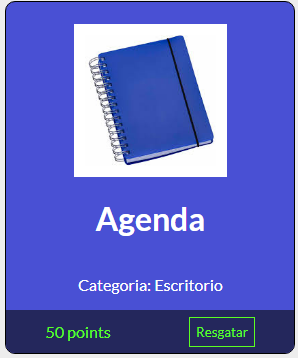 Agenda
Categoria: Escritorio
50 points
Resgatar